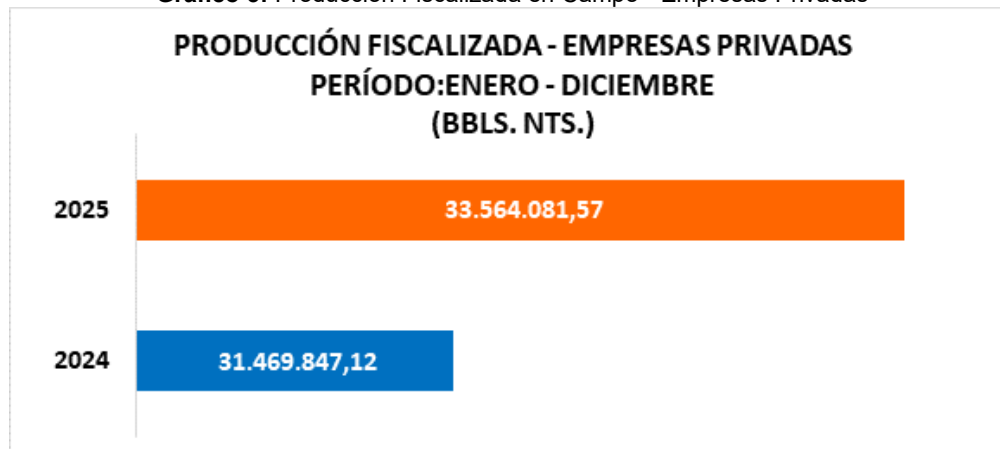 PRODUCCIÓN FISCALIZADA - EMPRESAS PRIVADAS
PERÍODO:ENERO - DICIEMBRE
(BBLS. NTS.)
2025
33.564.081,57
2024
31.469.847,12